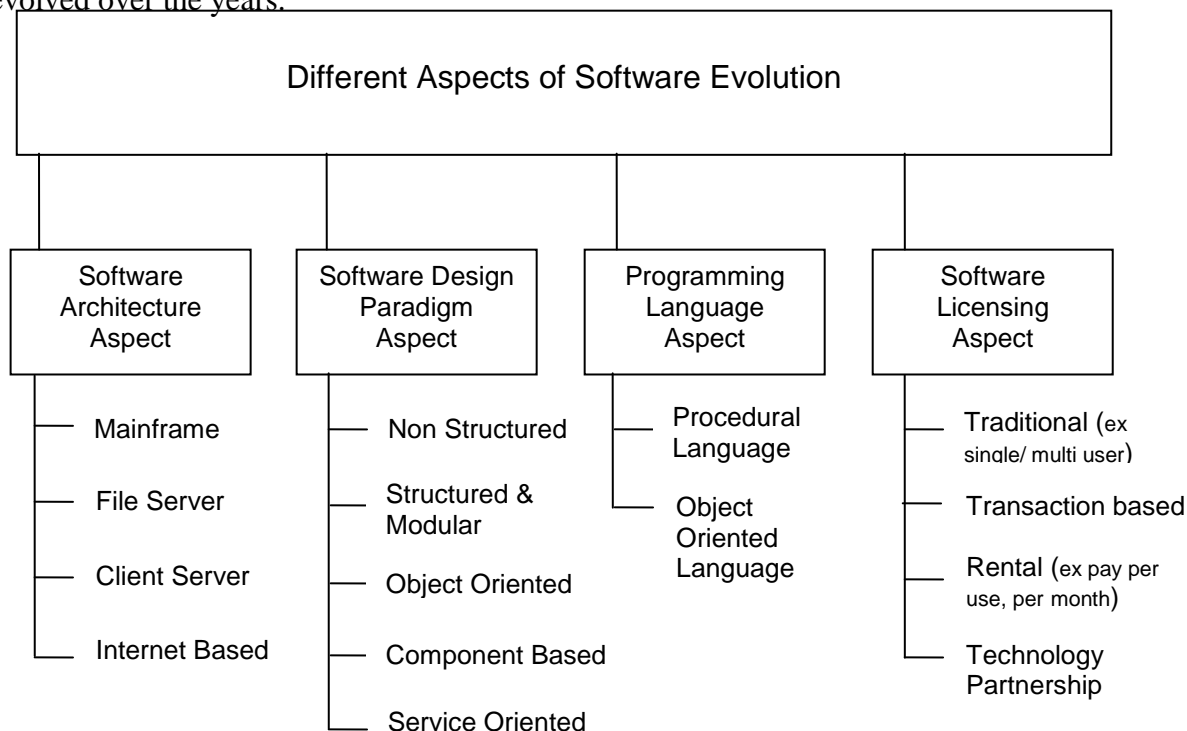 evolved over the years.
Different Aspects of Software Evolution
Software
Architecture
Aspect
Software Design
Paradigm
Aspect
Programming
Language
Aspect
Software
Licensing
Aspect
Mainframe
File Server
Client Server
Internet Based
Non Structured
Structured &
Modular
Object Oriented
Component Based
Service Oriented
Procedural
Language
Object
Oriented
Language
Traditional (ex
single/ multi user)
Transaction based
Rental (ex pay per
use, per month)
Technology
Partnership